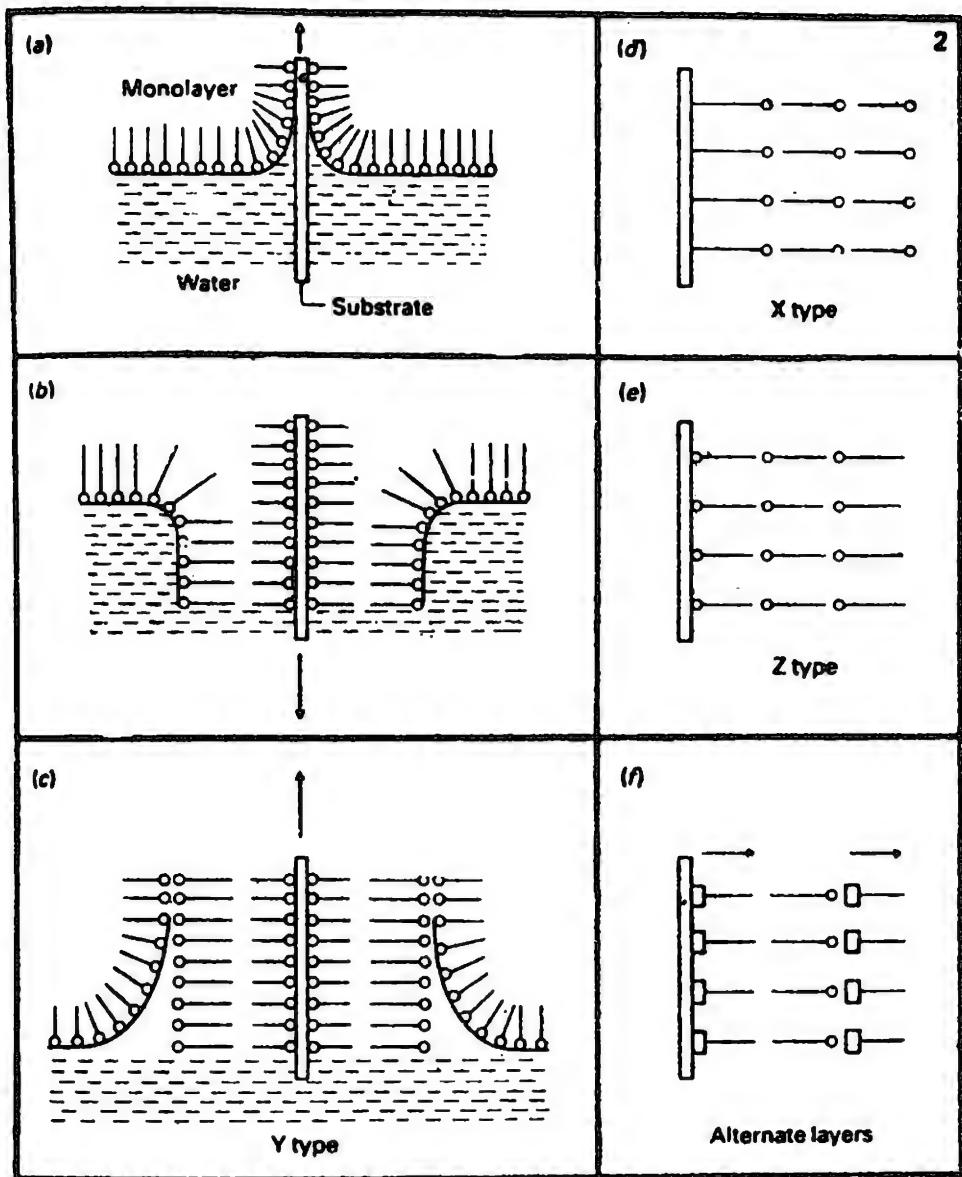 (a)
Monolayer
Water
Substrate
(d)
2
X type
(b)
(e)
Z type
(c)
Y type
(f)
Alternate layers